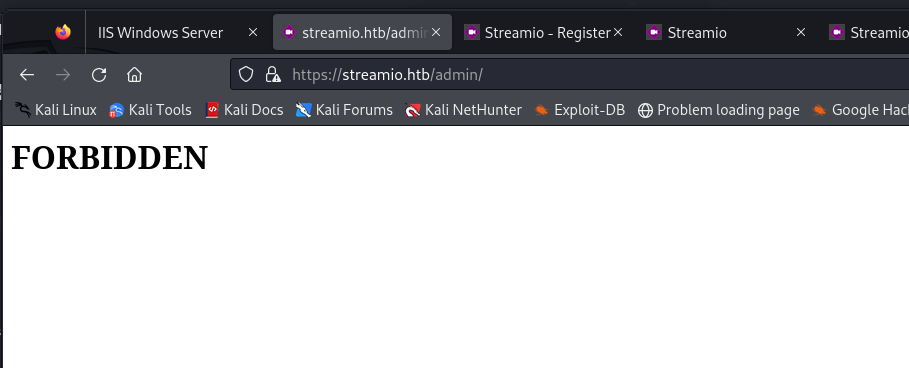 IIS Windows Server
streamio.htb/admi
Streamio - Register
Streamio
Streamio
https://streamio.htb/admin/
Kali Linux
Kali Tools
Kali Docs
Kali Forums
Kali NetHunter
Exploit-DB
Problem loading page
Google Hac
FORBIDDEN